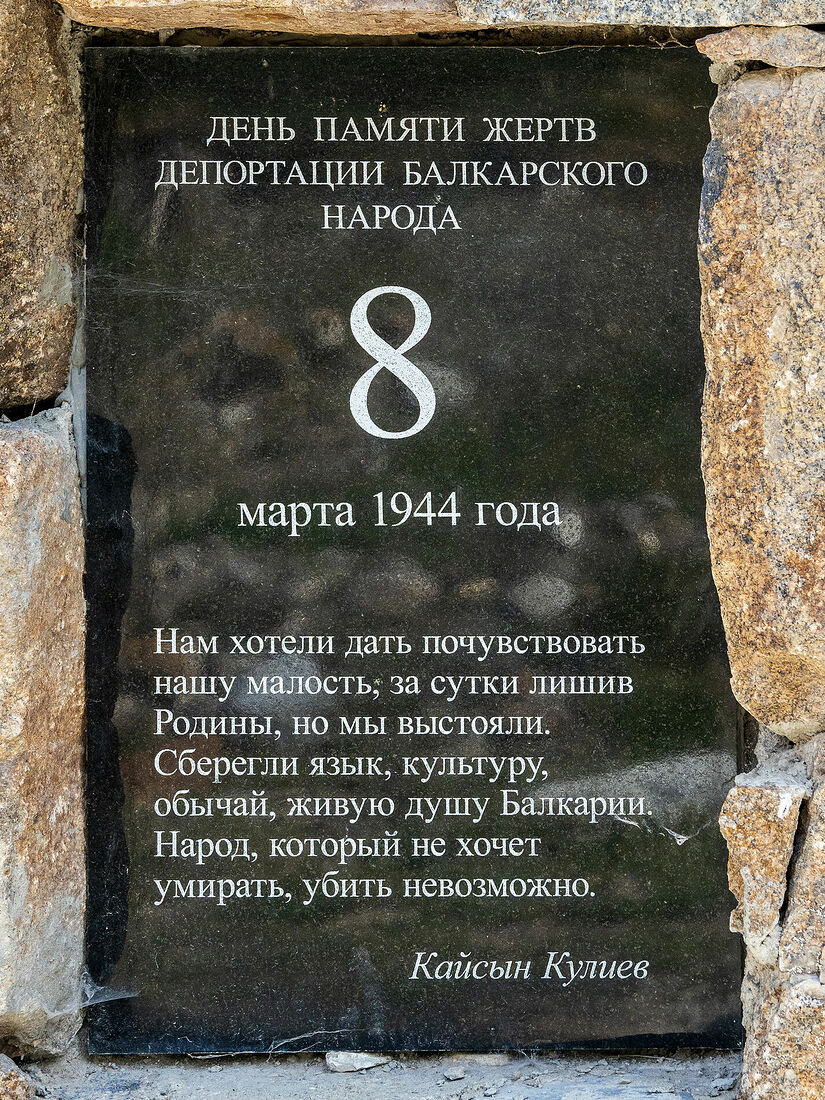 ДЕНЬ ПАМЯТИ ЖЕРТВ
ДЕПОРТАЦИИ БАЛКАРСКОГО
НАРОДА
8
марта 1944 года
Нам хотели дать почувствовать
нашу малость, за сутки лишив
Родины, но мы выстояли.
Сберегли язык, культуру,
обычай, живую душу Балкарии.
Народ, который не хочет
умирать, убить невозможно.
Кайсын Кулиев